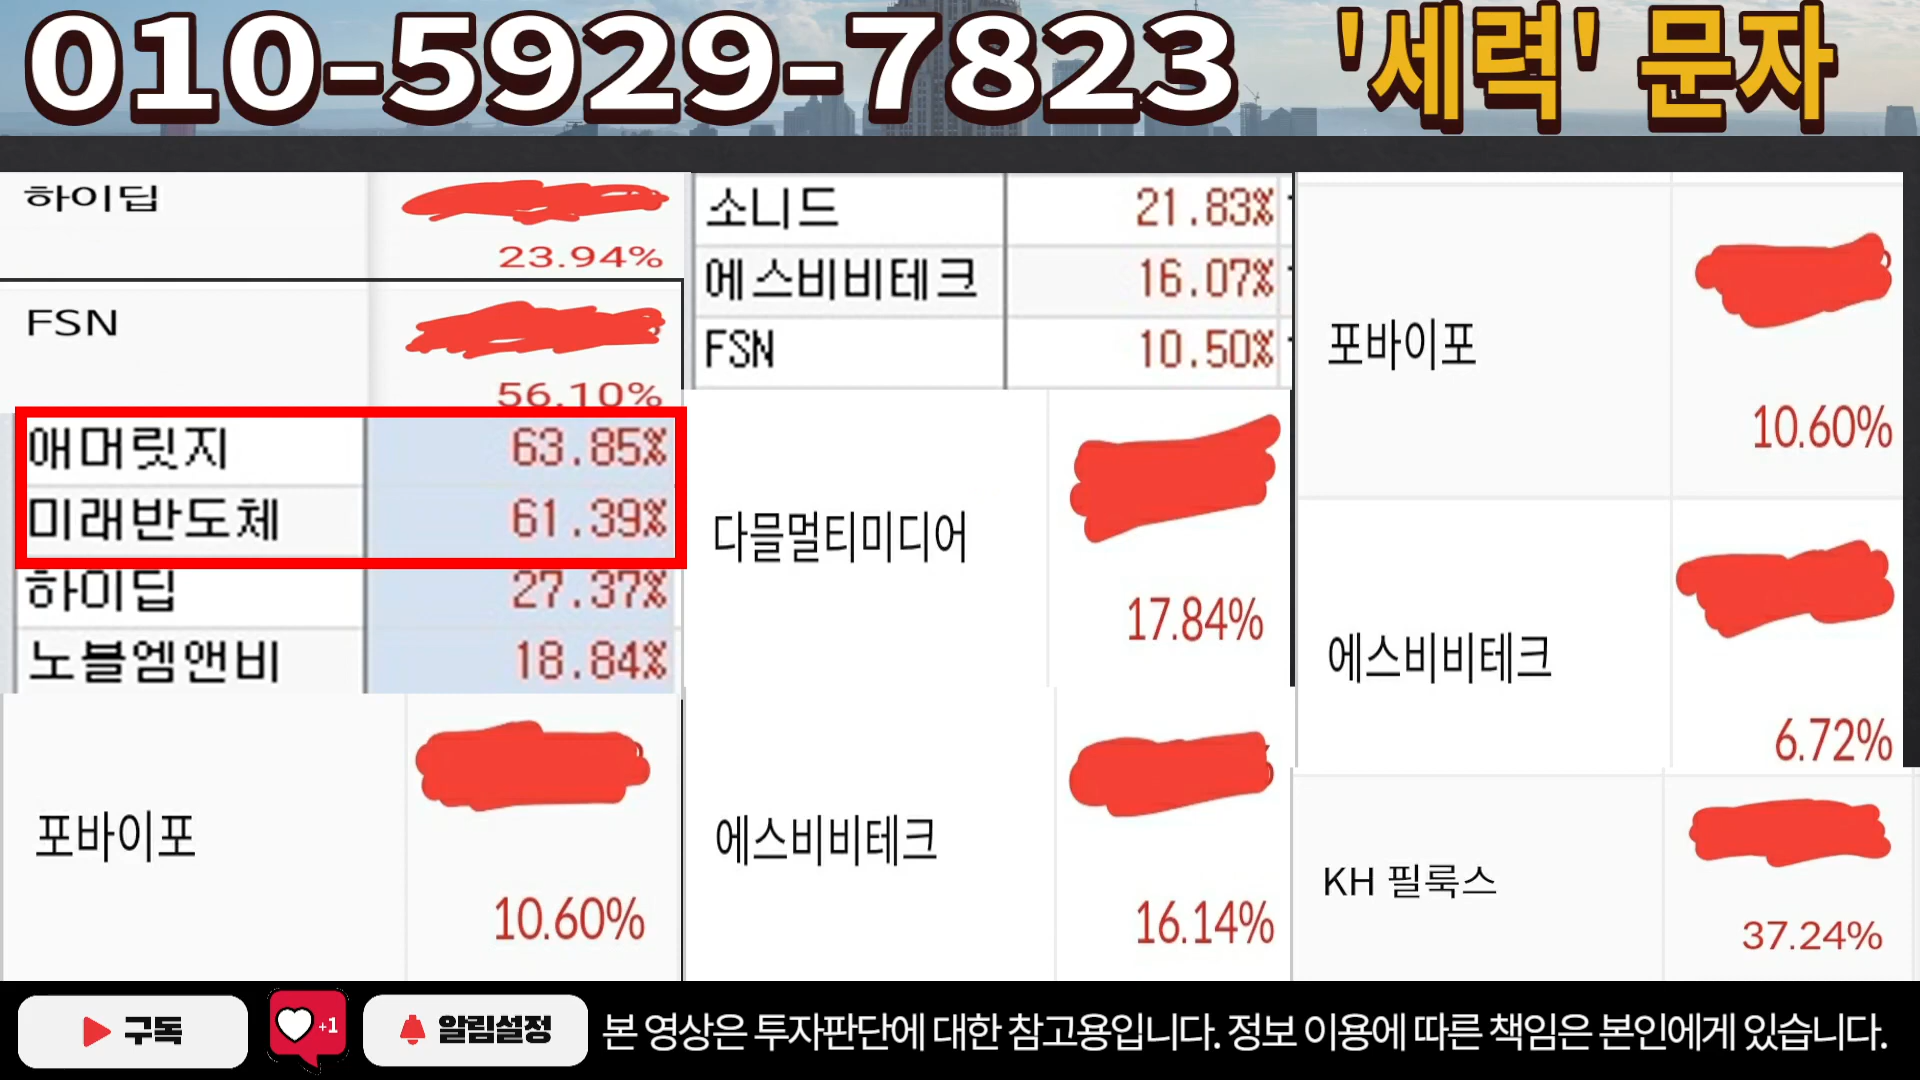 010-5929-7823 '세력' 문자
하이딥
23.94%
FSN
56.10%
애머릿지 63.85%
미래반도체 61.39%
하이딥 27.37%
노블엠앤비 18.84%
포바이포
10.60%
소니드 21.83%
에스비비테크 16.07%
FSN 10.50%
다믈멀티미디어
17.84%
에스비비테크
16.14%
포바이포
10.60%
에스비비테크
6.72%
KH 필룩스
37.24%
구독 +1 알림설정 본 영상은 투자판단에 대한 참고용입니다. 정보 이용에 따른 책임은 본인에게 있습니다.